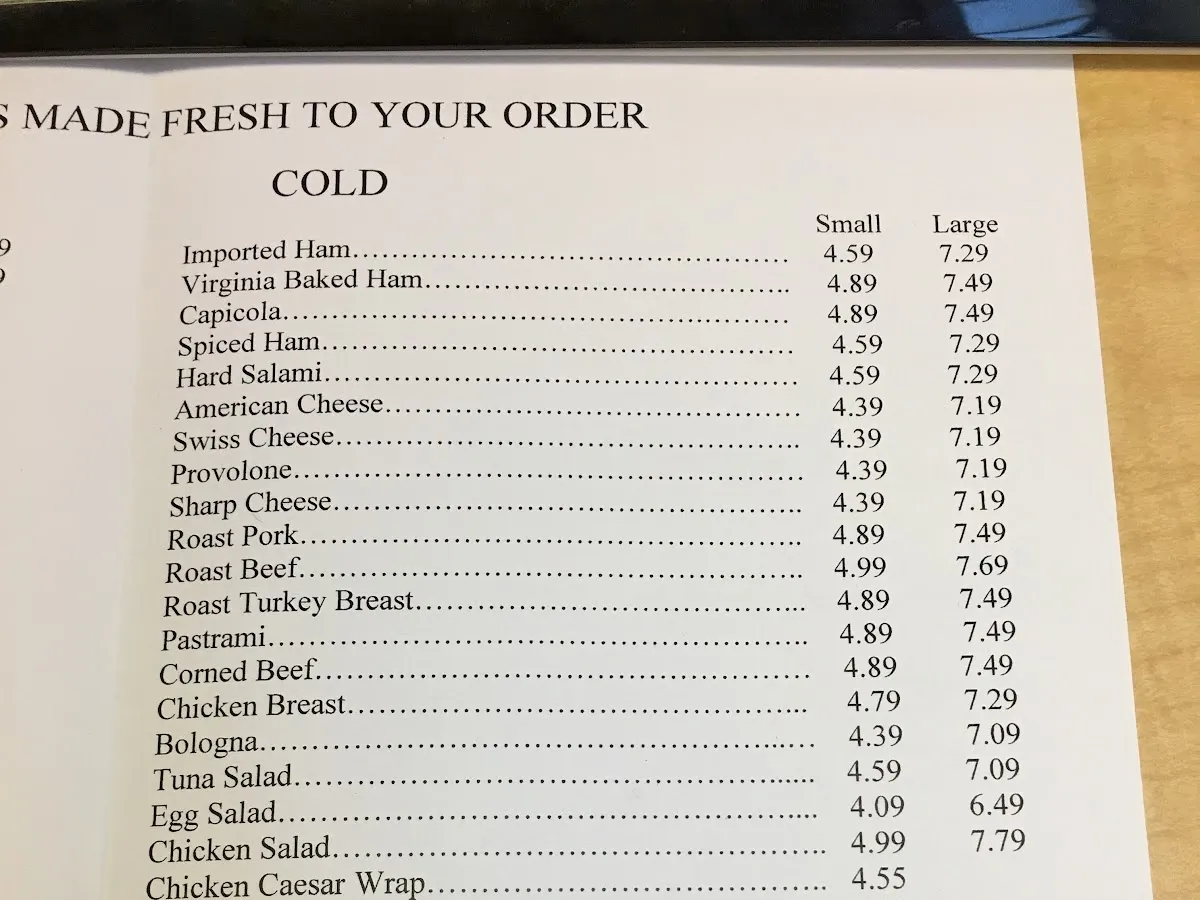 S MADE FRESH TO YOUR ORDER
COLD
Small Large
Imported Ham 4.59 7.29
Virginia Baked Ham 4.89 7.49
Capicola 4.89 7.49
Spiced Ham 4.59 7.29
Hard Salami 4.59 7.29
American Cheese 4.39 7.19
Swiss Cheese 4.39 7.19
Provolone 4.39 7.19
Sharp Cheese 4.39 7.19
Roast Pork 4.89 7.49
Roast Beef 4.99 7.69
Roast Turkey Breast 4.89 7.49
Pastrami 4.89 7.49
Corned Beef 4.89 7.49
Chicken Breast 4.79 7.29
Bologna 4.39 7.09
Tuna Salad 4.59 7.09
Egg Salad 4.09 6.49
Chicken Salad 4.99 7.79
Chicken Caesar Wrap 4.55